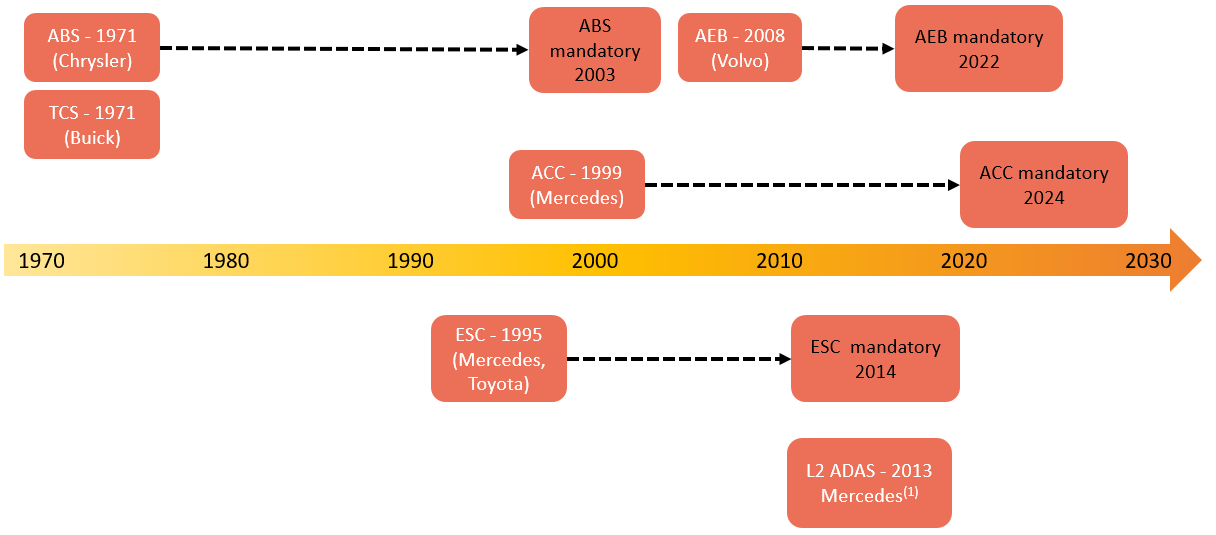 ABS - 1971
(Chrysler)
ABS
mandatory
2003
AEB - 2008
(Volvo)
AEB mandatory
2022
TCS - 1971
(Buick)
ACC - 1999
(Mercedes)
ACC mandatory
2024
1970 1980 1990 2000 2010 2020 2030
ESC - 1995
(Mercedes,
Toyota)
ESC  mandatory
2014
L2 ADAS - 2013
Mercedes(1)